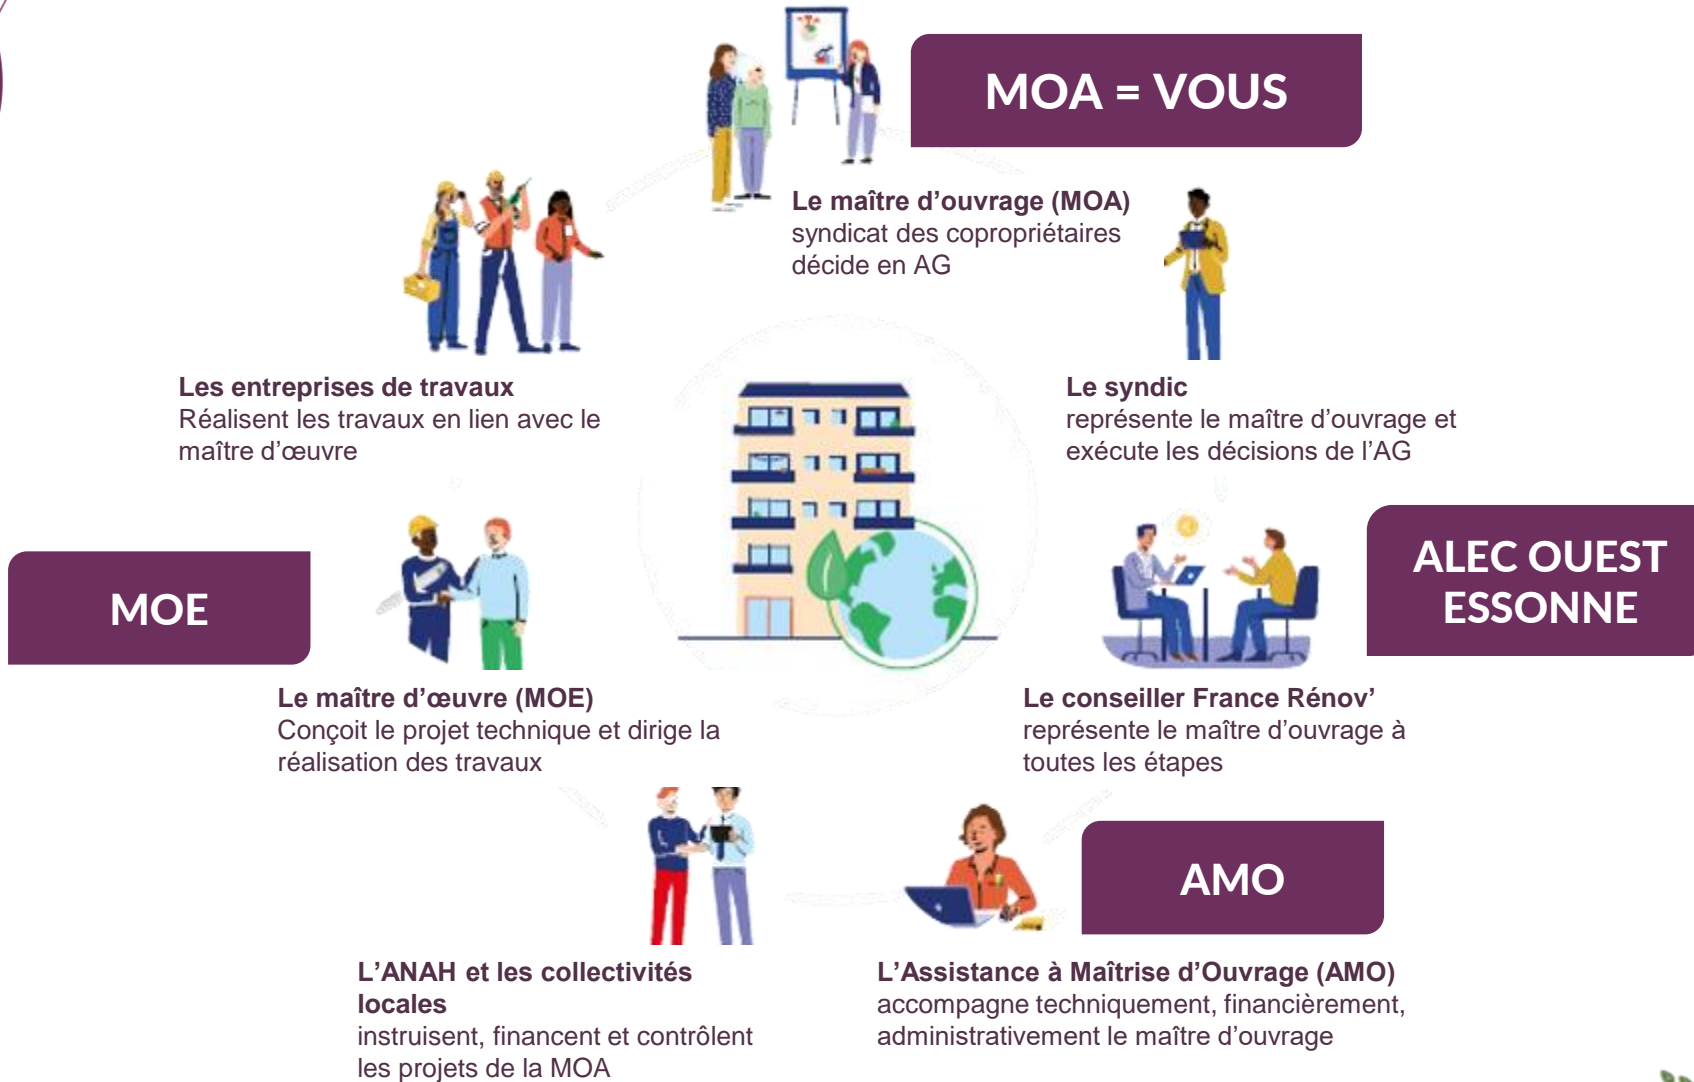 MOA = VOUS
Le maître d’ouvrage (MOA)
syndicat des copropriétaires
décide en AG
Les entreprises de travaux
Réalisent les travaux en lien avec le
maître d’œuvre
Le syndic
représente le maître d’ouvrage et
exécute les décisions de l’AG
MOE
ALEC OUEST
ESSONNE
Le maître d’œuvre (MOE)
Conçoit le projet technique et dirige la
réalisation des travaux
Le conseiller France Rénov’
représente le maître d’ouvrage à
toutes les étapes
AMO
L’ANAH et les collectivités
locales
instruisent, financent et contrôlent
les projets de la MOA
L’Assistance à Maîtrise d’Ouvrage (AMO)
accompagne techniquement, financièrement,
administrativement le maître d’ouvrage